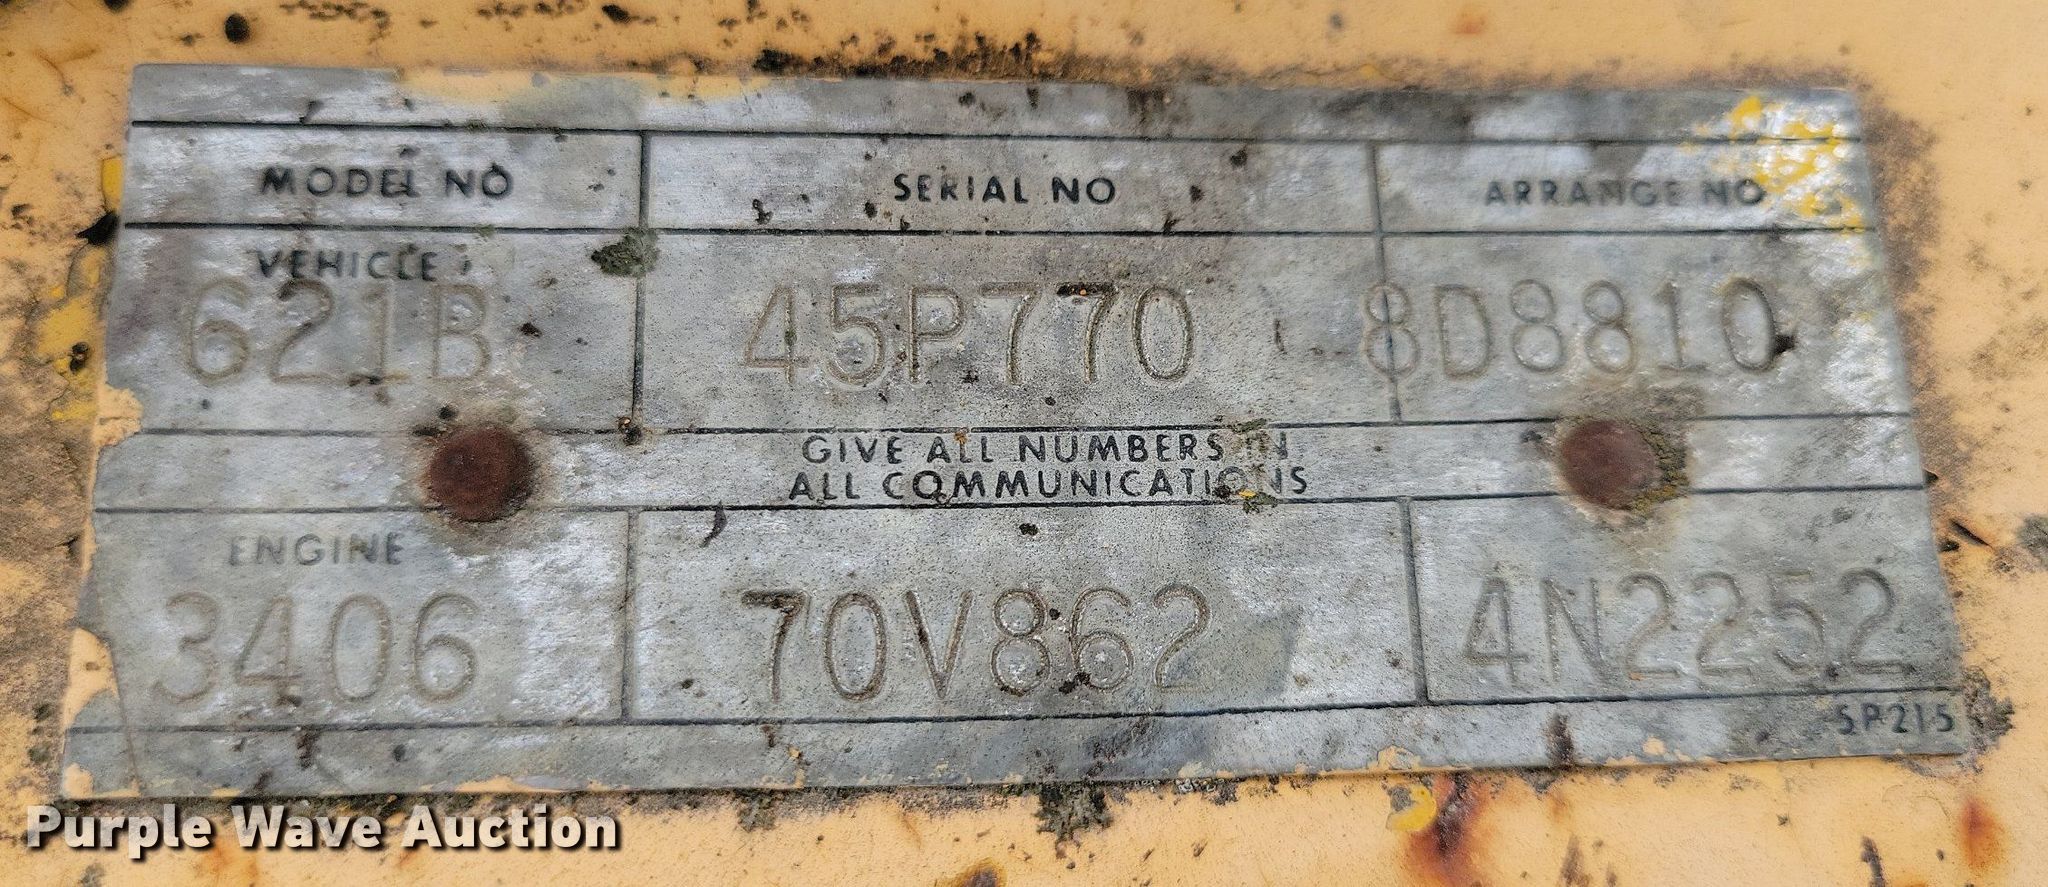 MODEL NO SERIAL NO ARRANGE NO
VEHICLE
621B 45P770 8D8810
GIVE ALL NUMBERS IN
ALL COMMUNICATIONS
ENGINE
3406 70V862 4N2252
SP215
Purple Wave Auction